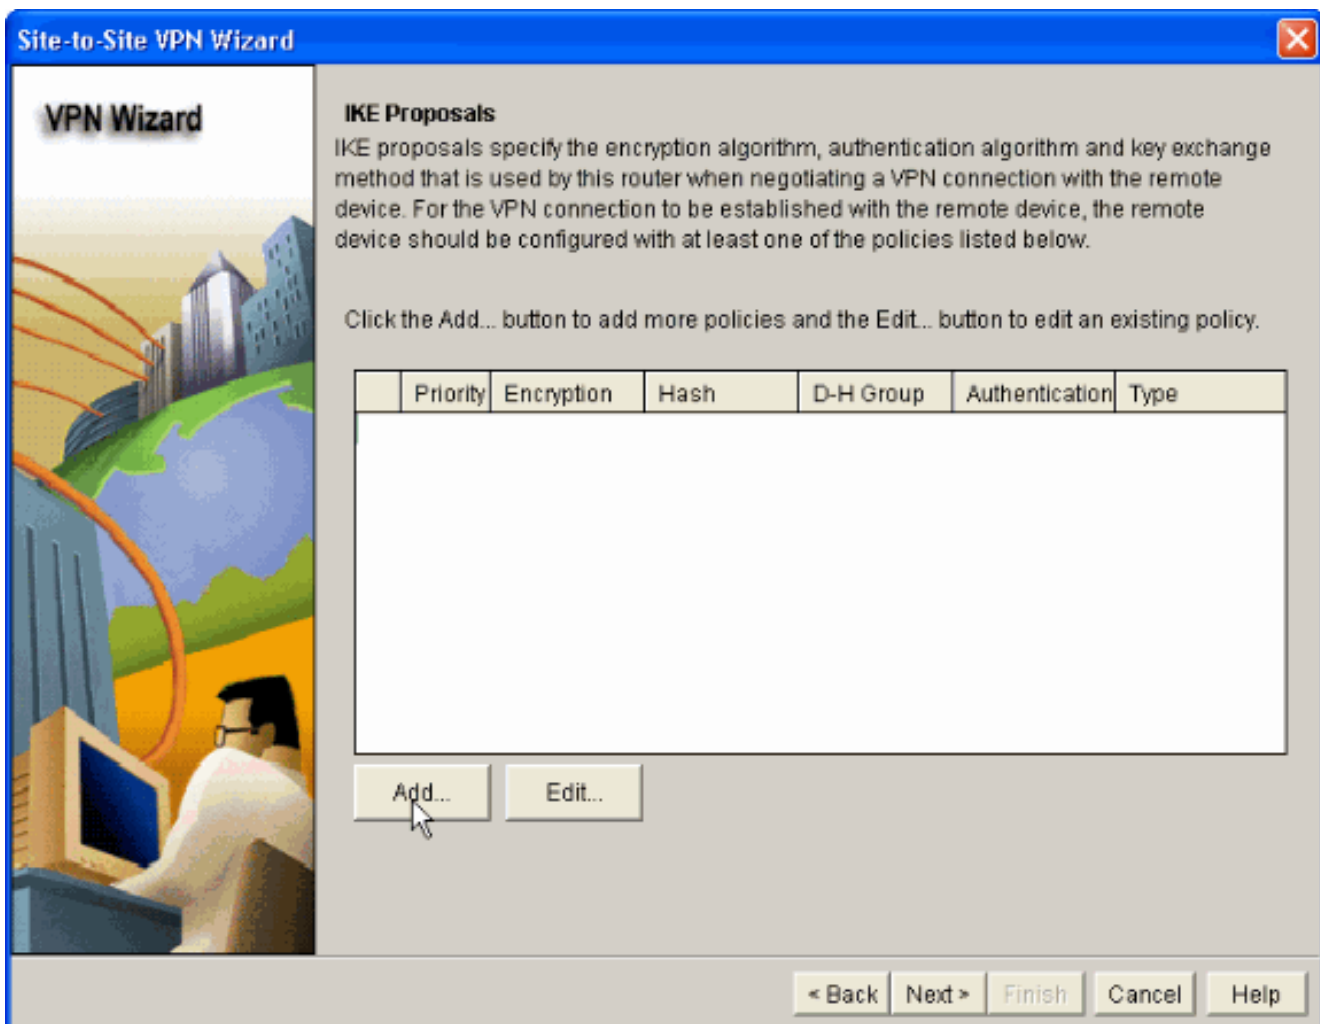 Site-to-Site VPN Wizard
VPN Wizard
IKE Proposals
IKE proposals specify the encryption algorithm, authentication algorithm and key exchange
method that is used by this router when negotiating a VPN connection with the remote
device. For the VPN connection to be established with the remote device, the remote
device should be configured with at least one of the policies listed below.
Click the Add... button to add more policies and the Edit... button to edit an existing policy.
Priority Encryption Hash D-H Group Authentication Type
Add... Edit...
< Back Next > Finish Cancel Help